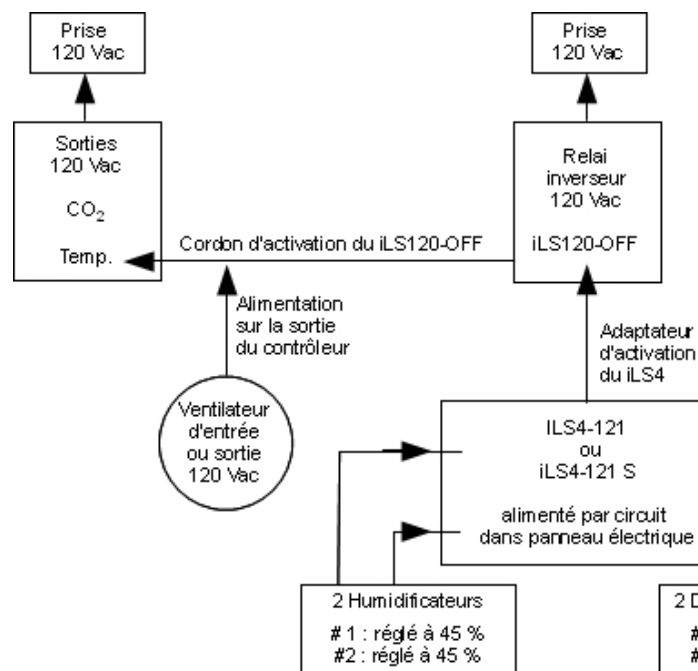 Prise
120 Vac
Prise
120 Vac
Sorties
120 Vac
CO2
Temp.
Relai
inverseur
120 Vac
iLS120-OFF
Cordon d'activation du iLS120-OFF
Alimentation
sur la sortie
du contrôleur
Adaptateur
d'activation
du iLS4
Ventilateur
d'entrée
ou sortie
120 Vac
ILS4-121
ou
iLS4-121 S
alimenté par circuit
dans panneau électrique
2 Humidificateurs
# 1 : réglé à 45 %
#2 : réglé à 45 %
2 D
#
#